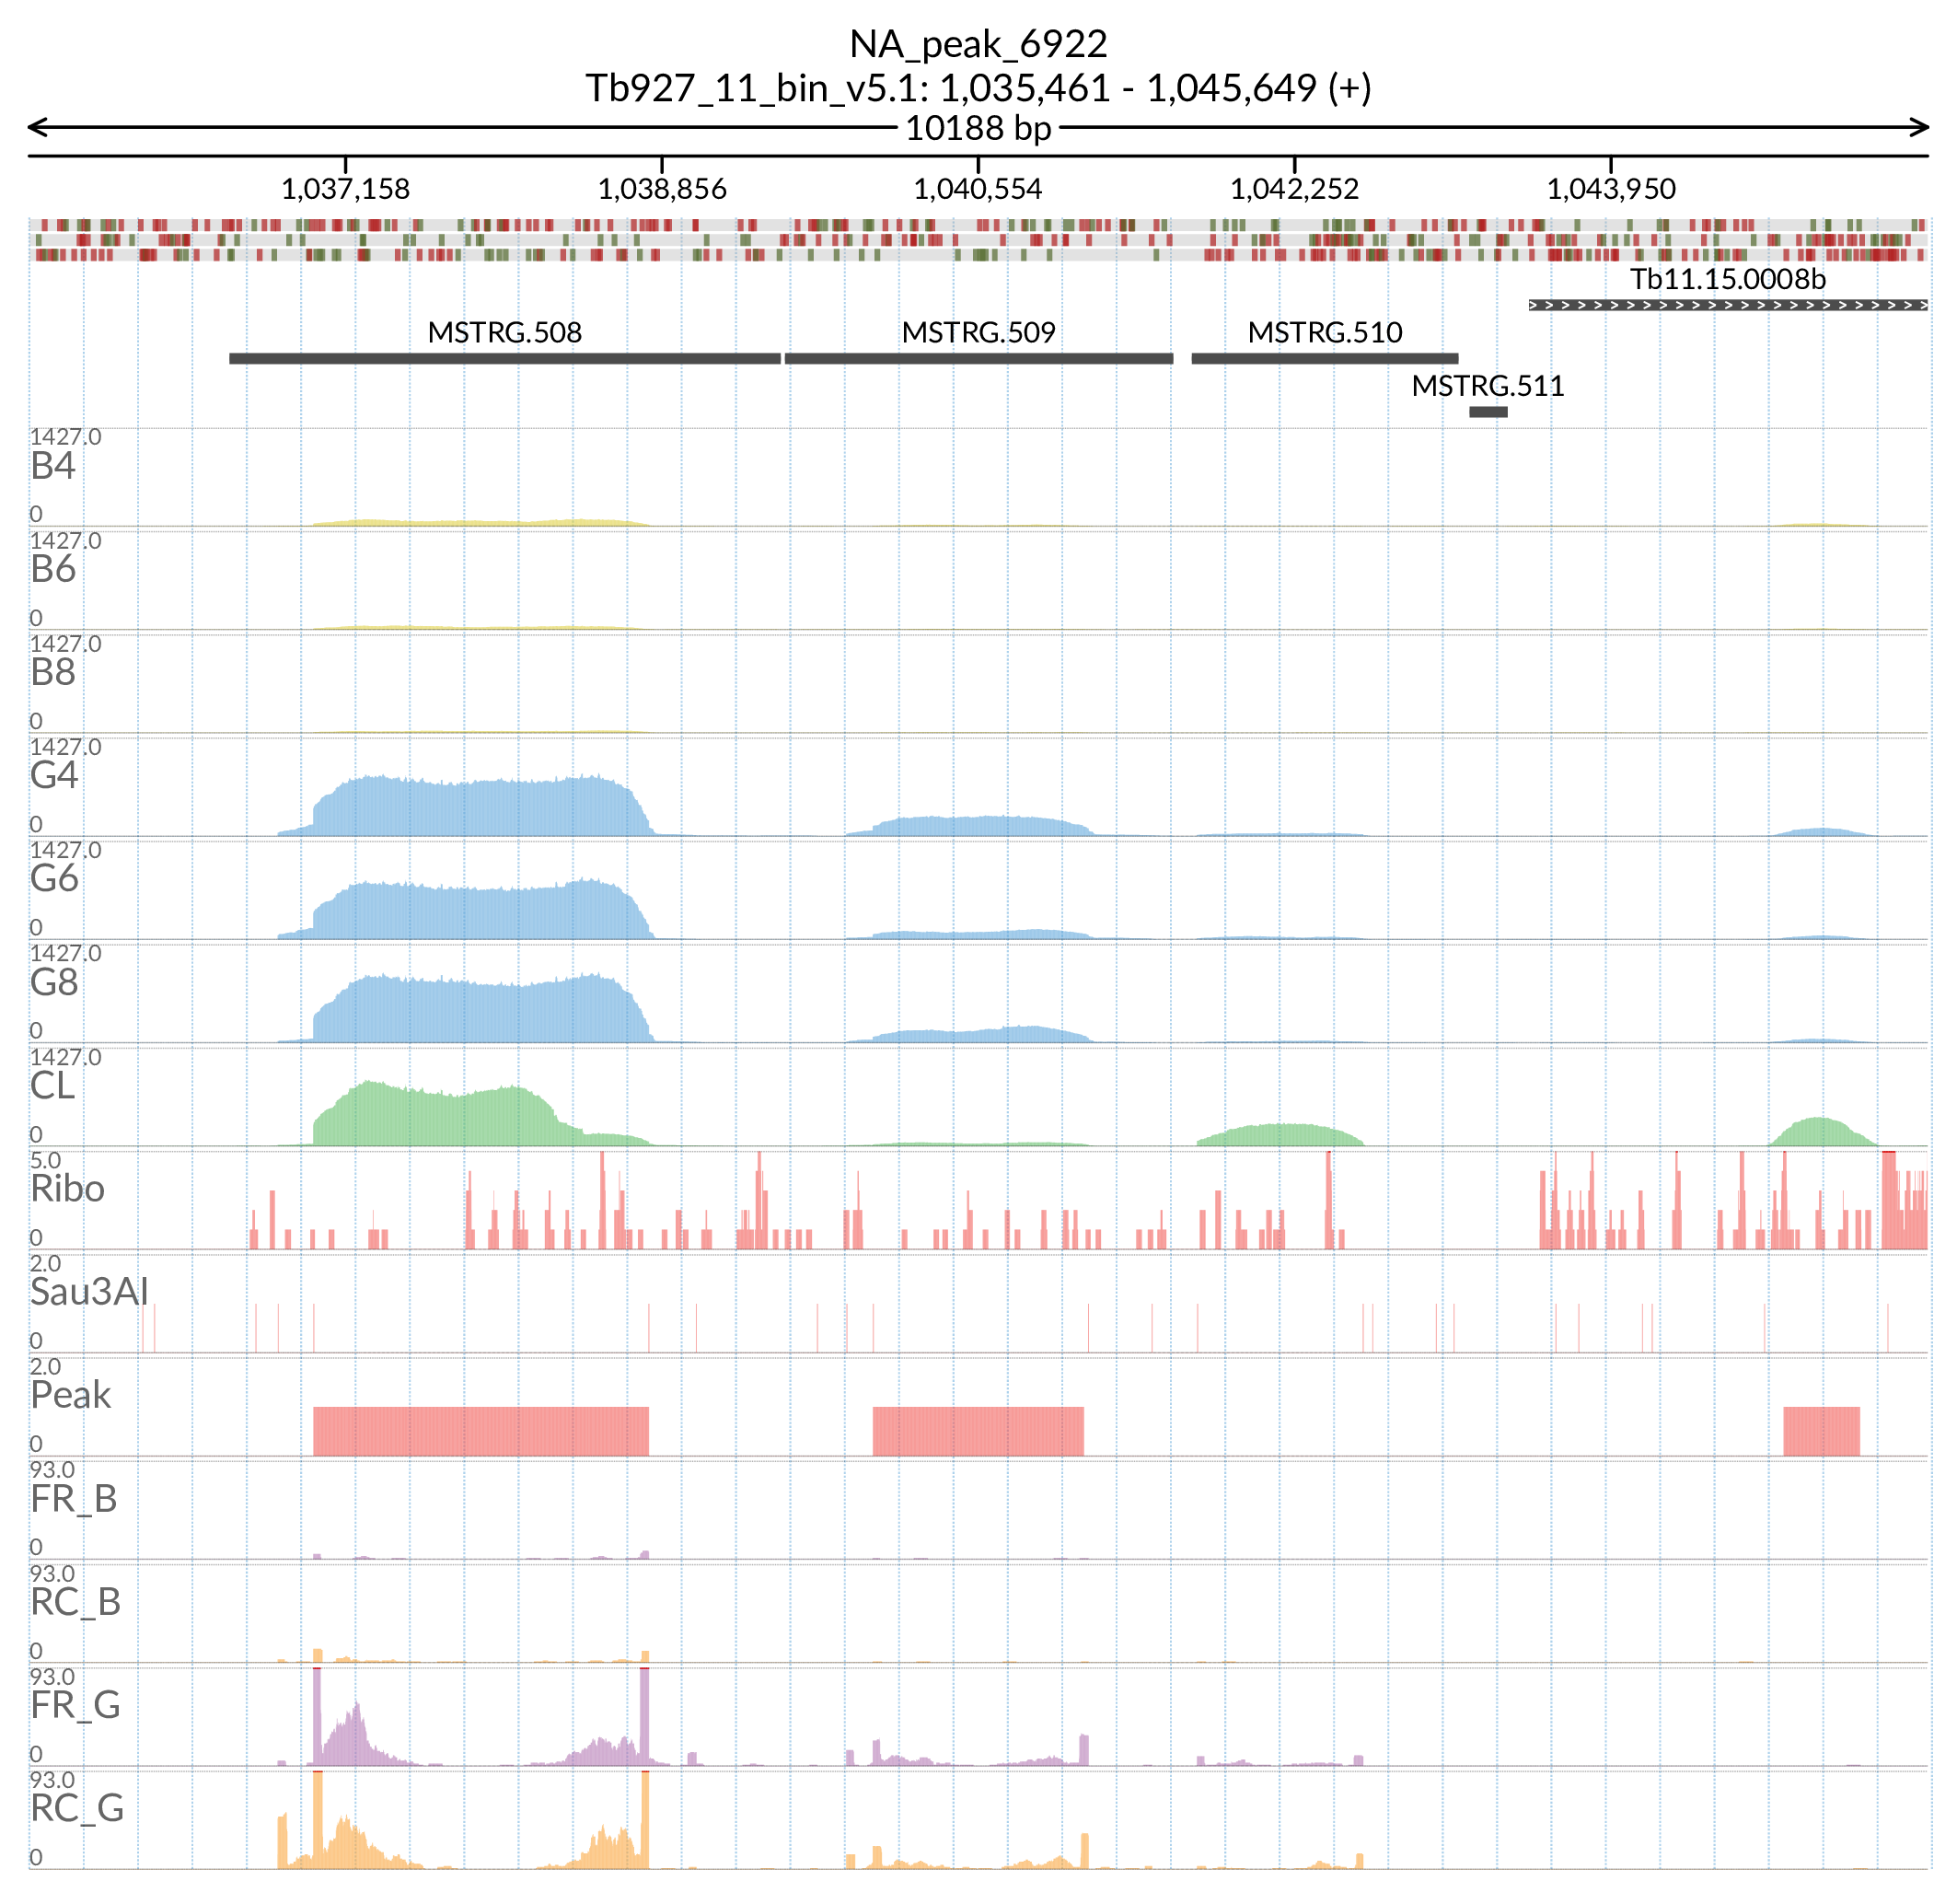 NA_peak_6922
Tb927_11_bin_v5.1: 1,035,461 - 1,045,649 (+)
10188 bp
1,037,158 1,038,856 1,040,554 1,042,252 1,043,950
Tb11.15.0008b
MSTRG.508 MSTRG.509 MSTRG.510
MSTRG.511
1427.0
B4
0
1427.0
B6
0
1427.0
B8
0
1427.0
G4
0
1427.0
G6
0
1427.0
G8
0
1427.0
CL
0
5.0
Ribo
0
2.0
Sau3AI
0
2.0
Peak
0
93.0
FR_B
0
93.0
RC_B
0
93.0
FR_G
0
93.0
RC_G
0